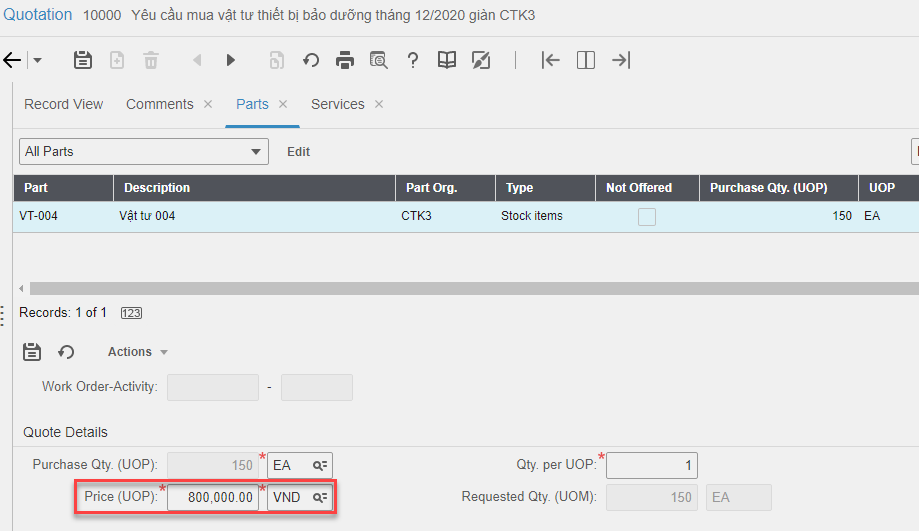 Quotation 10000 Yêu cầu mua vật tư thiết bị bảo dưỡng tháng 12/2020 giàn CTK3
Record View Comments × Parts × Services ×
All Parts Edit
Part Description Part Org. Type Not Offered Purchase Qty. (UOP) UOP
VT-004 Vật tư 004 CTK3 Stock items 150 EA
Records: 1 of 1 123
Actions
Work Order-Activity: -
Quote Details
Purchase Qty. (UOP): 150 * EA Qty. per UOP: * 1
Price (UOP): * 800,000.00 * VND Requested Qty. (UOM): 150 EA